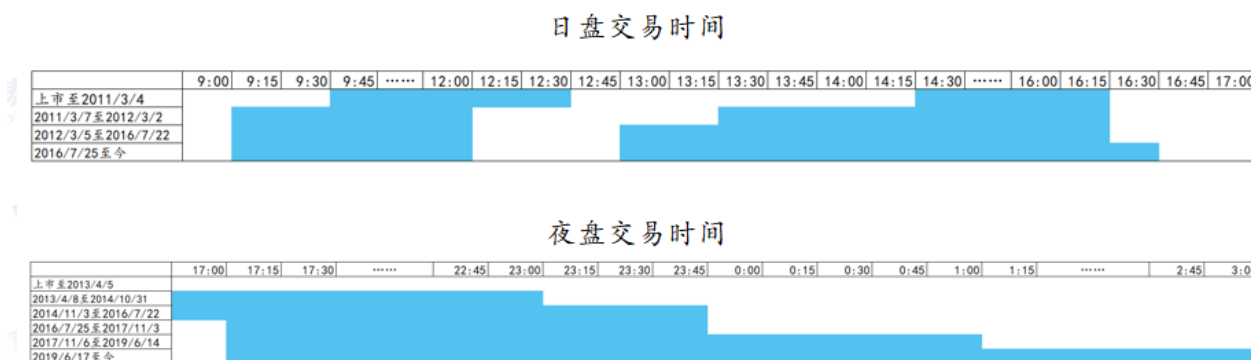 日盘交易时间
9:00 9:15 9:30 9:45 …… 12:00 12:15 12:30 12:45 13:00 13:15 13:30 13:45 14:00 14:15 14:30 …… 16:00 16:15 16:30 16:45 17:00
上市至2011/3/4
2011/3/7至2012/3/2
2012/3/5至2016/7/22
2016/7/25至今
夜盘交易时间
17:00 17:15 17:30 …… 22:45 23:00 23:15 23:30 23:45 0:00 0:15 0:30 0:45 1:00 1:15 …… 2:45 3:0
上市至2013/4/5
2013/4/8至2014/10/31
2014/11/3至2016/7/22
2016/7/25至2017/11/3
2017/11/6至2019/6/14
2019/6/17至今